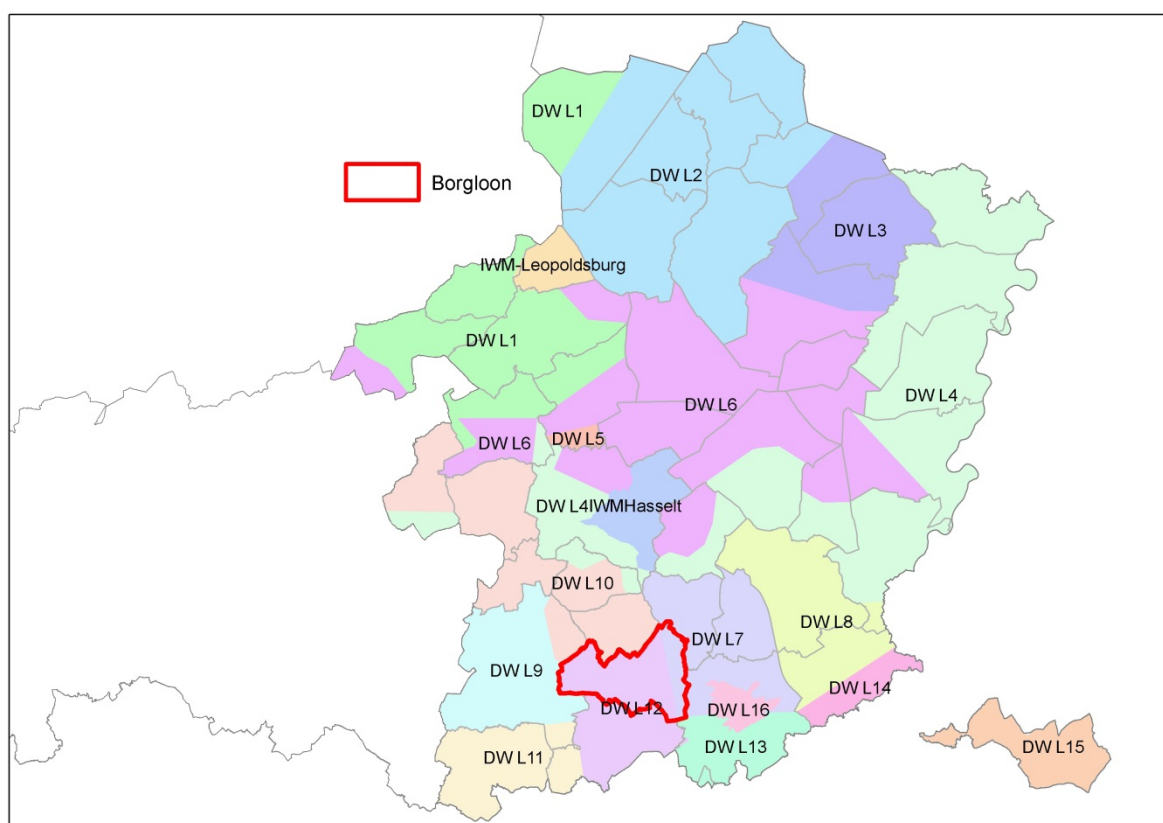 DW L1
Borgloon
DW L2
DW L3
IWM-Leopoldsburg
DW L1
DW L4
DW L6
DW L6
DW L5
DW L4
IWMHasselt
DW L10
DW L8
DW L7
DW L9
DW L14
DW L12
DW L16
DW L13
DW L15
DW L11